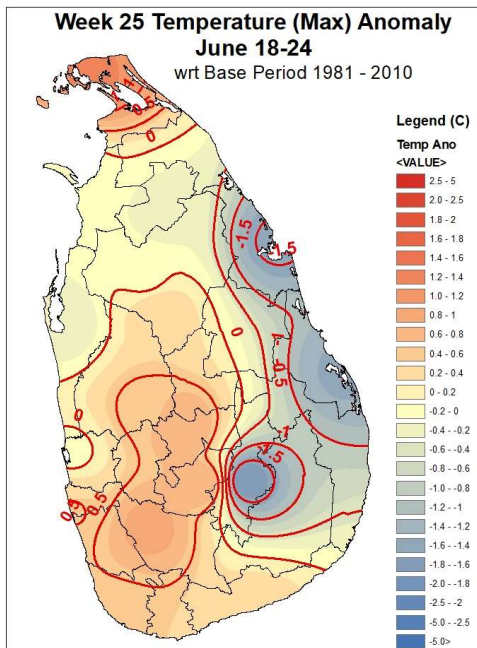 Week 25 Temperature (Max) Anomaly
June 18-24
wrt Base Period 1981 - 2010
Legend (C)
Temp Ano
<VALUE>
2.5 - 5
2.0 - 2.5
1.8 - 2
1.6 - 1.8
1.4 - 1.6
1.2 - 1.4
1.0 - 1.2
0.8 - 1
0.6 - 0.8
0.4 - 0.6
0.2 - 0.4
0 - 0.2
-0.2 - 0
-0.4 - -0.2
-0.6 - -0.4
-0.8 - -0.6
-1.0 - -0.8
-1.2 - -1
-1.4 - -1.2
-1.6 - -1.4
-1.8 - -1.6
-2.0 - -1.8
-2.5 - -2
-5.0 - -2.5
-5.0>
0.5
0
-1.5
-1.5
0
-1
-0.5
0
-1
-1.5
0.5
0.5